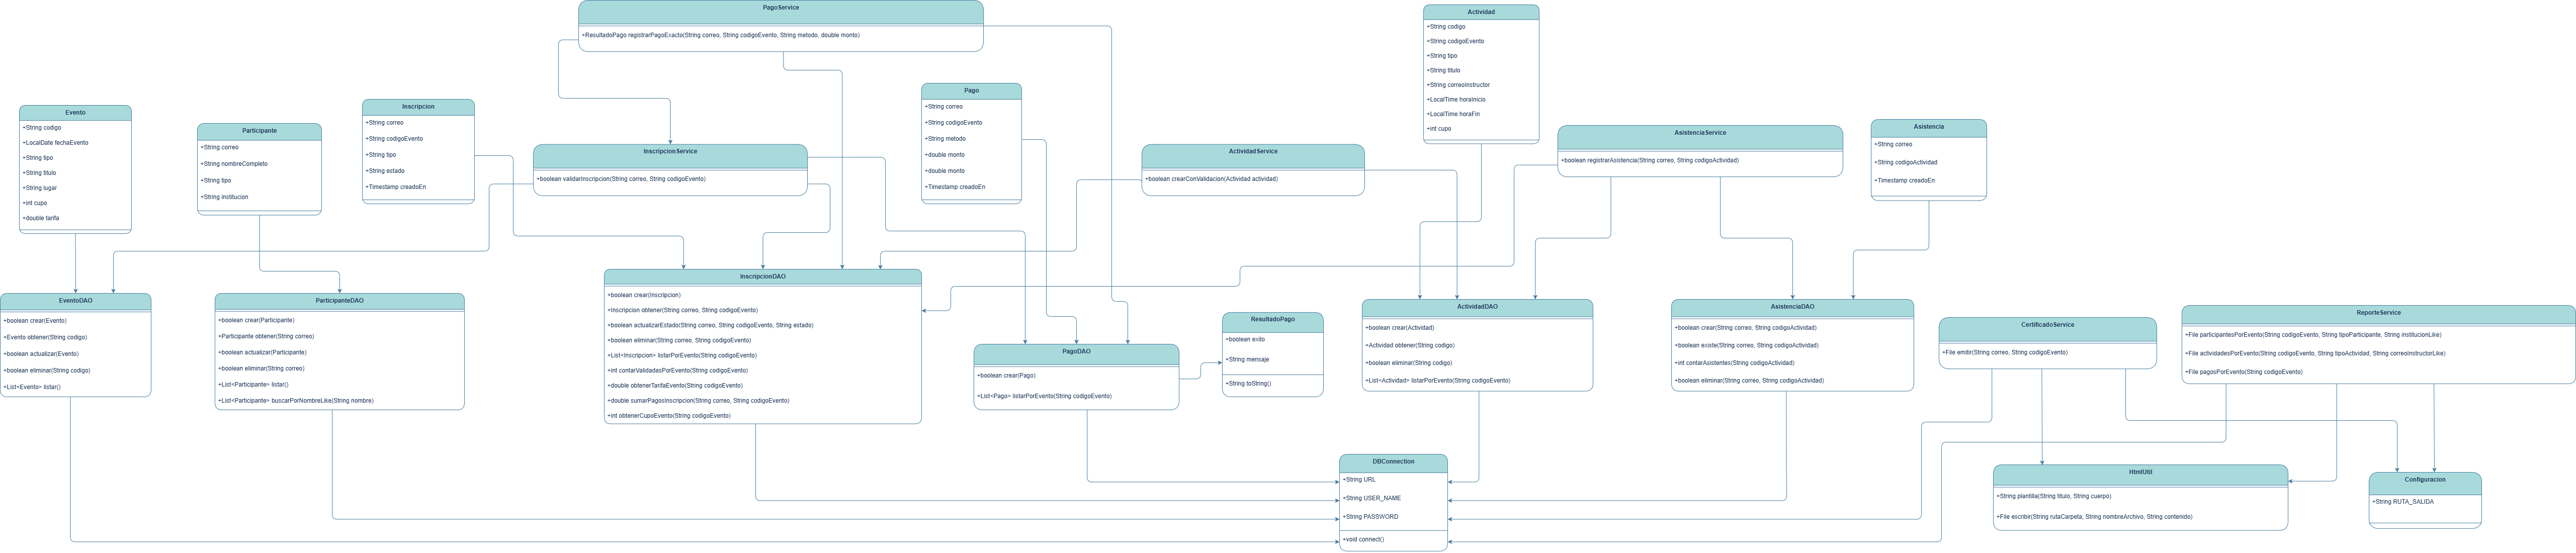 PagoService
+ResultadoPago registrarPagoExacto(String correo, String codigoEvento, String metodo, double monto)
Actividad
+String codigo
+String codigoEvento
+String tipo
+String titulo
+String correoInstructor
+LocalTime horaInicio
+LocalTime horaFin
+int cupo
Evento
+String codigo
+LocalDate fechaEvento
+String tipo
+String titulo
+String lugar
+int cupo
+double tarifa
Participante
+String correo
+String nombreCompleto
+String tipo
+String institucion
Inscripcion
+String correo
+String codigoEvento
+String tipo
+String estado
+Timestamp creadoEn
Pago
+String correo
+String codigoEvento
+String metodo
+double monto
+double monto
+Timestamp creadoEn
InscripcionService
+boolean validarInscripcion(String correo, String codigoEvento)
ActividadService
+boolean crearConValidacion(Actividad actividad)
AsistenciaService
+boolean registrarAsistencia(String correo, String codigoActividad)
Asistencia
+String correo
+String codigoActividad
+Timestamp creadoEn
EventoDAO
+boolean crear(Evento)
+Evento obtener(String codigo)
+boolean actualizar(Evento)
+boolean eliminar(String codigo)
+List<Evento> listar()
ParticipanteDAO
+boolean crear(Participante)
+Participante obtener(String correo)
+boolean actualizar(Participante)
+boolean eliminar(String correo)
+List<Participante> listar()
+List<Participante> buscarPorNombreLike(String nombre)
InscripcionDAO
+boolean crear(Inscripcion)
+Inscripcion obtener(String correo, String codigoEvento)
+boolean actualizarEstado(String correo, String codigoEvento, String estado)
+boolean eliminar(String correo, String codigoEvento)
+List<Inscripcion> listarPorEvento(String codigoEvento)
+int contarValidadasPorEvento(String codigoEvento)
+double obtenerTarifaEvento(String codigoEvento)
+double sumarPagosInscripcion(String correo, String codigoEvento)
+int obtenerCupoEvento(String codigoEvento)
PagoDAO
+boolean crear(Pago)
+List<Pago> listarPorEvento(String codigoEvento)
ResultadoPago
+boolean exito
+String mensaje
+String toString()
ActividadDAO
+boolean crear(Actividad)
+Actividad obtener(String codigo)
+boolean eliminar(String codigo)
+List<Actividad> listarPorEvento(String codigoEvento)
AsistenciaDAO
+boolean crear(String correo, String codigoActividad)
+boolean existe(String correo, String codigoActividad)
+int contarAsistentes(String codigoActividad)
+boolean eliminar(String correo, String codigoActividad)
CertificadoService
+File emitir(String correo, String codigoEvento)
ReporteService
+File participantesPorEvento(String codigoEvento, String tipoParticipante, String institucionLike)
+File actividadesPorEvento(String codigoEvento, String tipoActividad, String correoInstructorLike)
+File pagosPorEvento(String codigoEvento)
DBConnection
+String URL
+String USER_NAME
+String PASSWORD
+void connect()
HtmlUtil
+String plantilla(String titulo, String cuerpo)
+File escribir(String rutaCarpeta, String nombreArchivo, String contenido)
Configuracion
+String RUTA_SALIDA